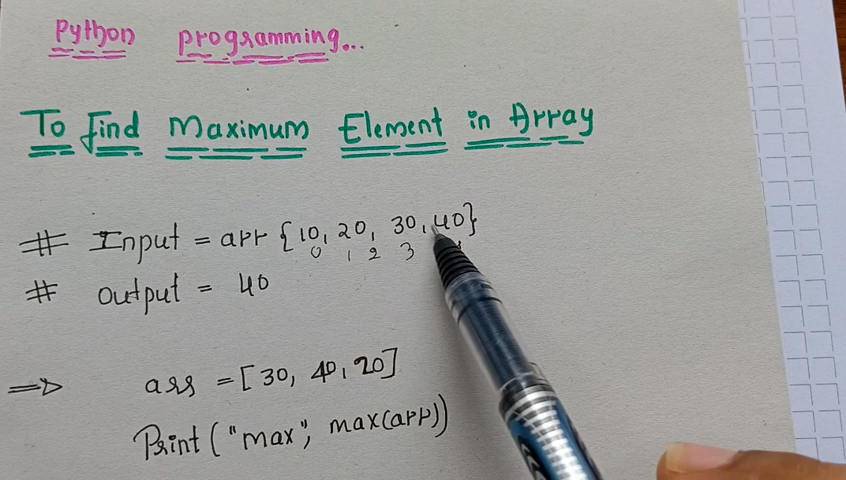 Python programming...
To Find Maximum Element in Array
# Input = arr {10, 20, 30, 40}
0 1 2 3
# output = 40
⇒ arr = [30, 40, 20]
Print ("max", max(arr))